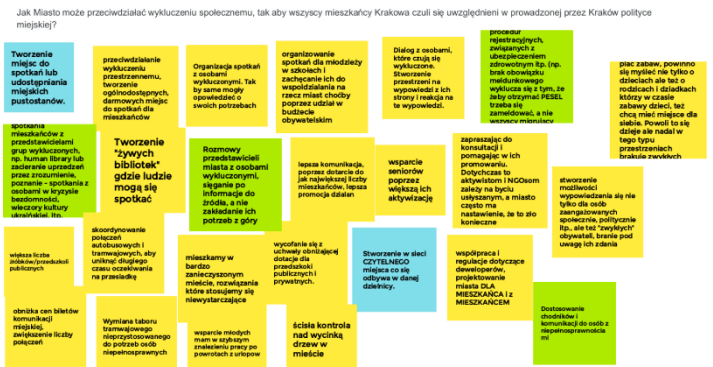 Jak Miasto może przeciwdziałać wykluczeniu społecznemu, tak aby wszyscy mieszkańcy Krakowa czuli się uwzględnieni w prowadzonej przez Kraków polityce
miejskiej?
Tworzenie
miejsc do
spotkań lub
udostępniania
miejskich
pustostanów.
przeciwdziałanie
wykluczeniu
przestrzennemu,
tworzenie
ogólnodostępnych,
darmowych miejsc
do spotkań dla
mieszkańców
Organizacja spotkań
z osobami
wykluczonymi. Tak
by same mogły
opowiedzieć o
swoich potrzebach
organizowanie
spotkań dla młodzieży
w szkołach i
zachęcanie ich do
wspoldzialania na
rzecz miast choćby
poprzez udział w
budżecie
obywatelskim
Dialog z osobami,
które czują się
wykluczone.
Stworzenie
przestrzeni na
wypowiedzi z ich
strony i reakcja na
te wypowiedzi.
procedur
rejestracyjnych,
związanych z
ubezpieczeniem
zdrowotnym itp. (np.
brak obowiązku
meldunkowego
wyklucza się z tym, że
żeby otrzymać PESEL
trzeba się
zameldować, a nie
wszyscy migrujący
plac zabaw, powinno
się myśleć nie tylko o
dzieciach ale też o
rodzicach i dziadkach
którzy w czasie
zabawy dzieci, też
chcą mieć miejsce dla
siebie. Powoli to się
dzieje ale nadal w
tego typu
przestrzeniach
brakuje zwykłych
spotkania
mieszkańców z
przedstawicielami
grup wykluczonych,
np. human library lub
zacieranie uprzedzeń
przez zrozumienie,
poznanie - spotkania z
osobami w kryzysie
bezdomności,
wieczory kultury
ukraińskiej, itp.
Tworzenie
"żywych
bibliotek"
gdzie ludzie
mogą się
spotkać
Rozmowy
przedstawicieli
miasta z osobami
wykluczonymi,
sięganie po
informacje do
źródła, a nie
zakładanie ich
potrzeb z góry
lepsza komunikacja,
poprzez dotarcie do
jak największej liczby
mieszkańców, lepsza
promocja działan
wsparcie
seniorów
poprzez
większą ich
aktywizację
zapraszając do
konsultacji i
pomagając w ich
promowaniu.
Dotychczas to
aktywistom i NGOsom
zależy na byciu
usłyszanym, a miasto
często ma
nastawienie, że to zło
konieczne
stworzenie
możliwości
wypowiedzenia się nie
tylko dla osób
zaangażowanych
społecznie, politycznie
itp., ale też "zwykłych"
obywateli, branie pod
uwagę ich zdania
większa liczba
żłobków/przedszkoli
publicznych
skoordynowanie
połączeń
autobusowych i
tramwajowych, aby
uniknąć długiego
czasu oczekiwania
na przesiadkę
mieszkamy w
bardzo
zanieczyszonym
mieście, rozwiązania
które stosujemy się
niewystarczające
wycofanie się z
uchwały obniżającej
dotacje dla
przedszkoki
publicznych i
prywatnych.
Stworzenie w sieci
CZYTELNEGO
miejsca co się
odbywa w danej
dzielnicy.
współpraca i
regulacje dotyczące
deweloperów,
projektowanie
miasta DLA
MIESZKAŃCA i z
MIESZKAŃCEM
Dostosowanie
chodników i
komunikacji do osób z
niepełnosprawnościa
mi
obniżka cen biletów
komunikacji
miejskiej,
zwiększenie liczby
połączeń
Wymiana taboru
tramwajowego
nieprzystosowanego
do potrzeb osób
niepełnosprawnych
wsparcie młodych
mam w szybszym
znalezieniu pracy po
powrotach z urlopow
ścisła kontrola
nad wycinką
drzew w
mieście